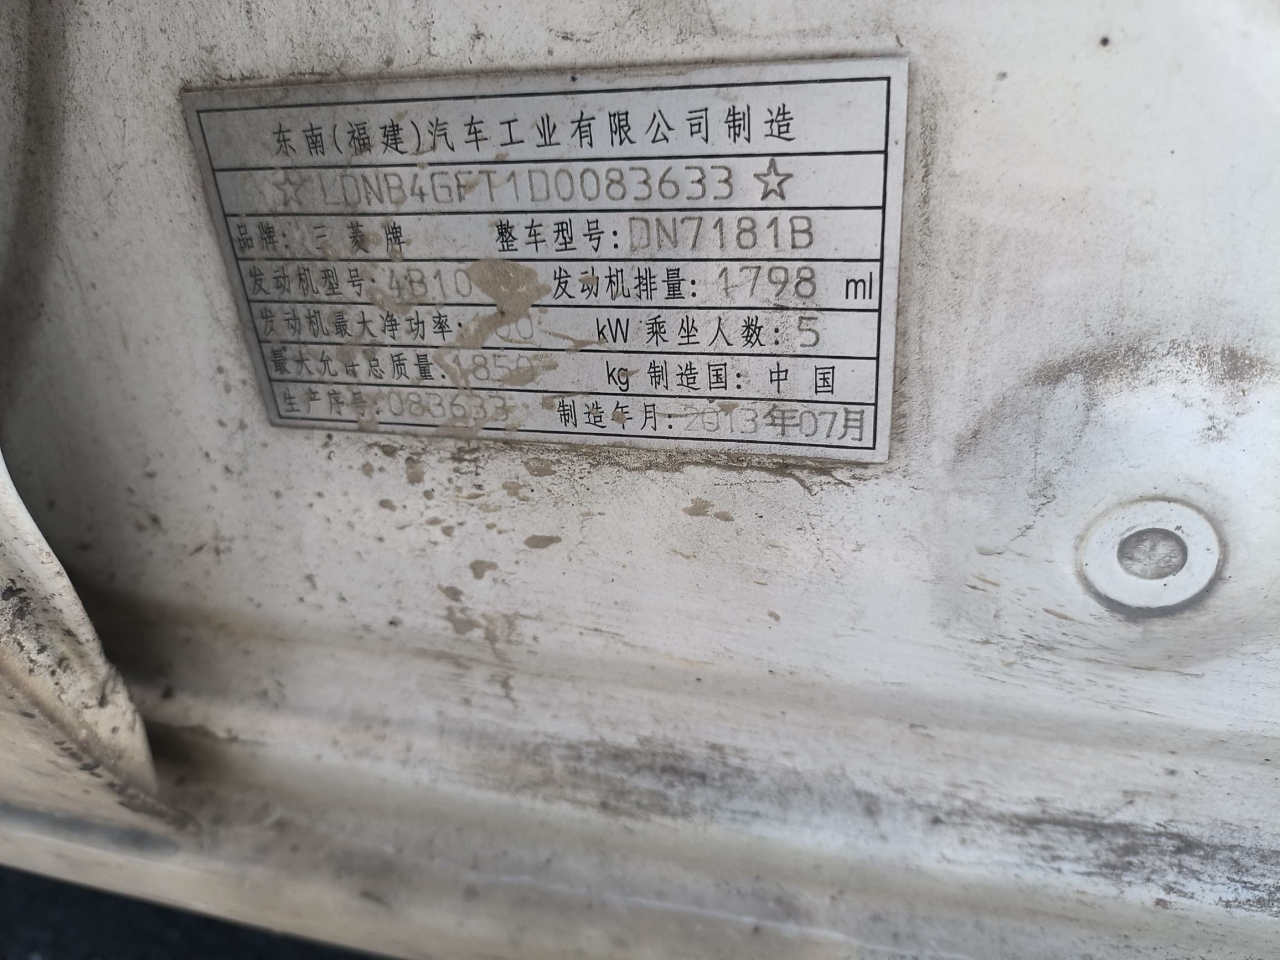 东南(福建)汽车工业有限公司制造
☆LDNB4GFT1D0083633☆
品牌: 三菱牌 整车型号:DN7181B
发动机型号:4B10 发动机排量:1798 ml
发动机最大净功率: kW 乘坐人数:5
最大允许总质量:1850 kg 制造国:中国
生产序号:083633 制造年月:2013年07月